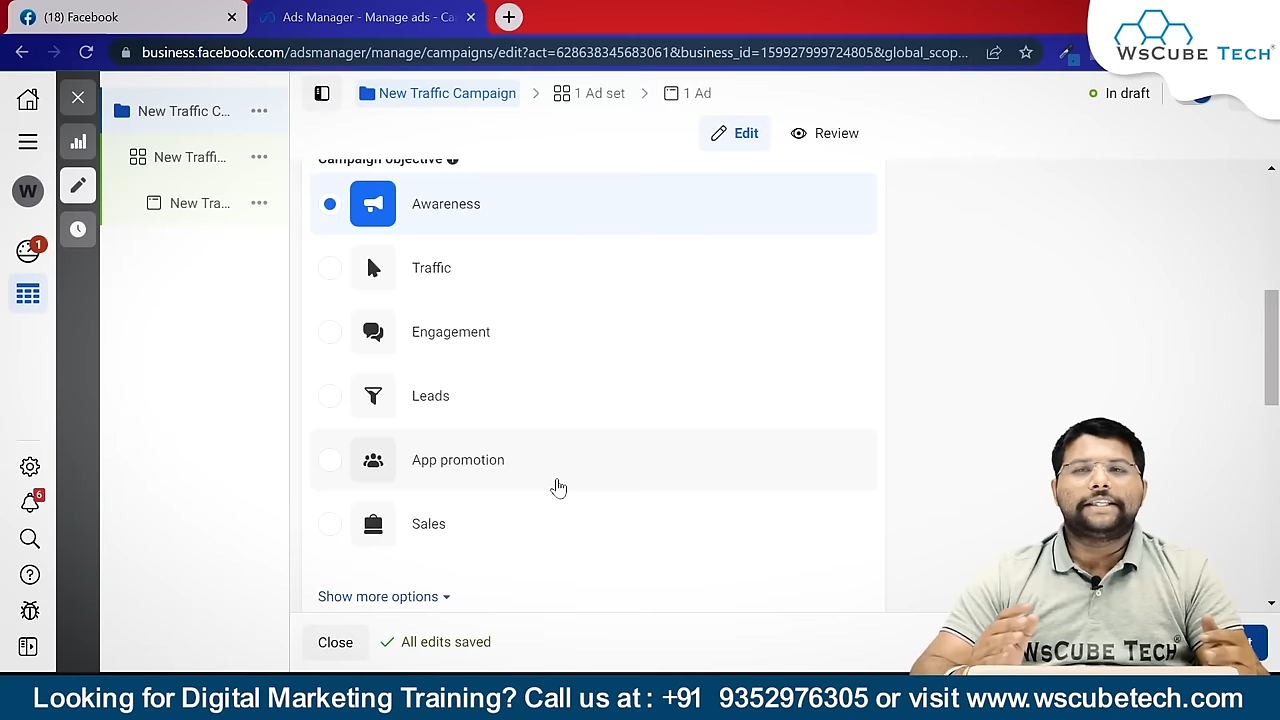 (18) Facebook
Ads Manager - Manage ads - Ca
business.facebook.com/adsmanager/manage/campaigns/edit?act=628638345683061&business_id=159927999724805&global_scop...
WsCube Tech®
New Traffic C... ...
New Traffic Campaign > 1 Ad set > 1 Ad
In draft
Edit
Review
New Traffi... ...
New Tra... ...
W
1
6
Campaign objective
Awareness
Traffic
Engagement
Leads
App promotion
Sales
Show more options
Close
All edits saved
WsCube Tech®
Looking for Digital Marketing Training? Call us at : +91 9352976305 or visit www.wscubetech.com